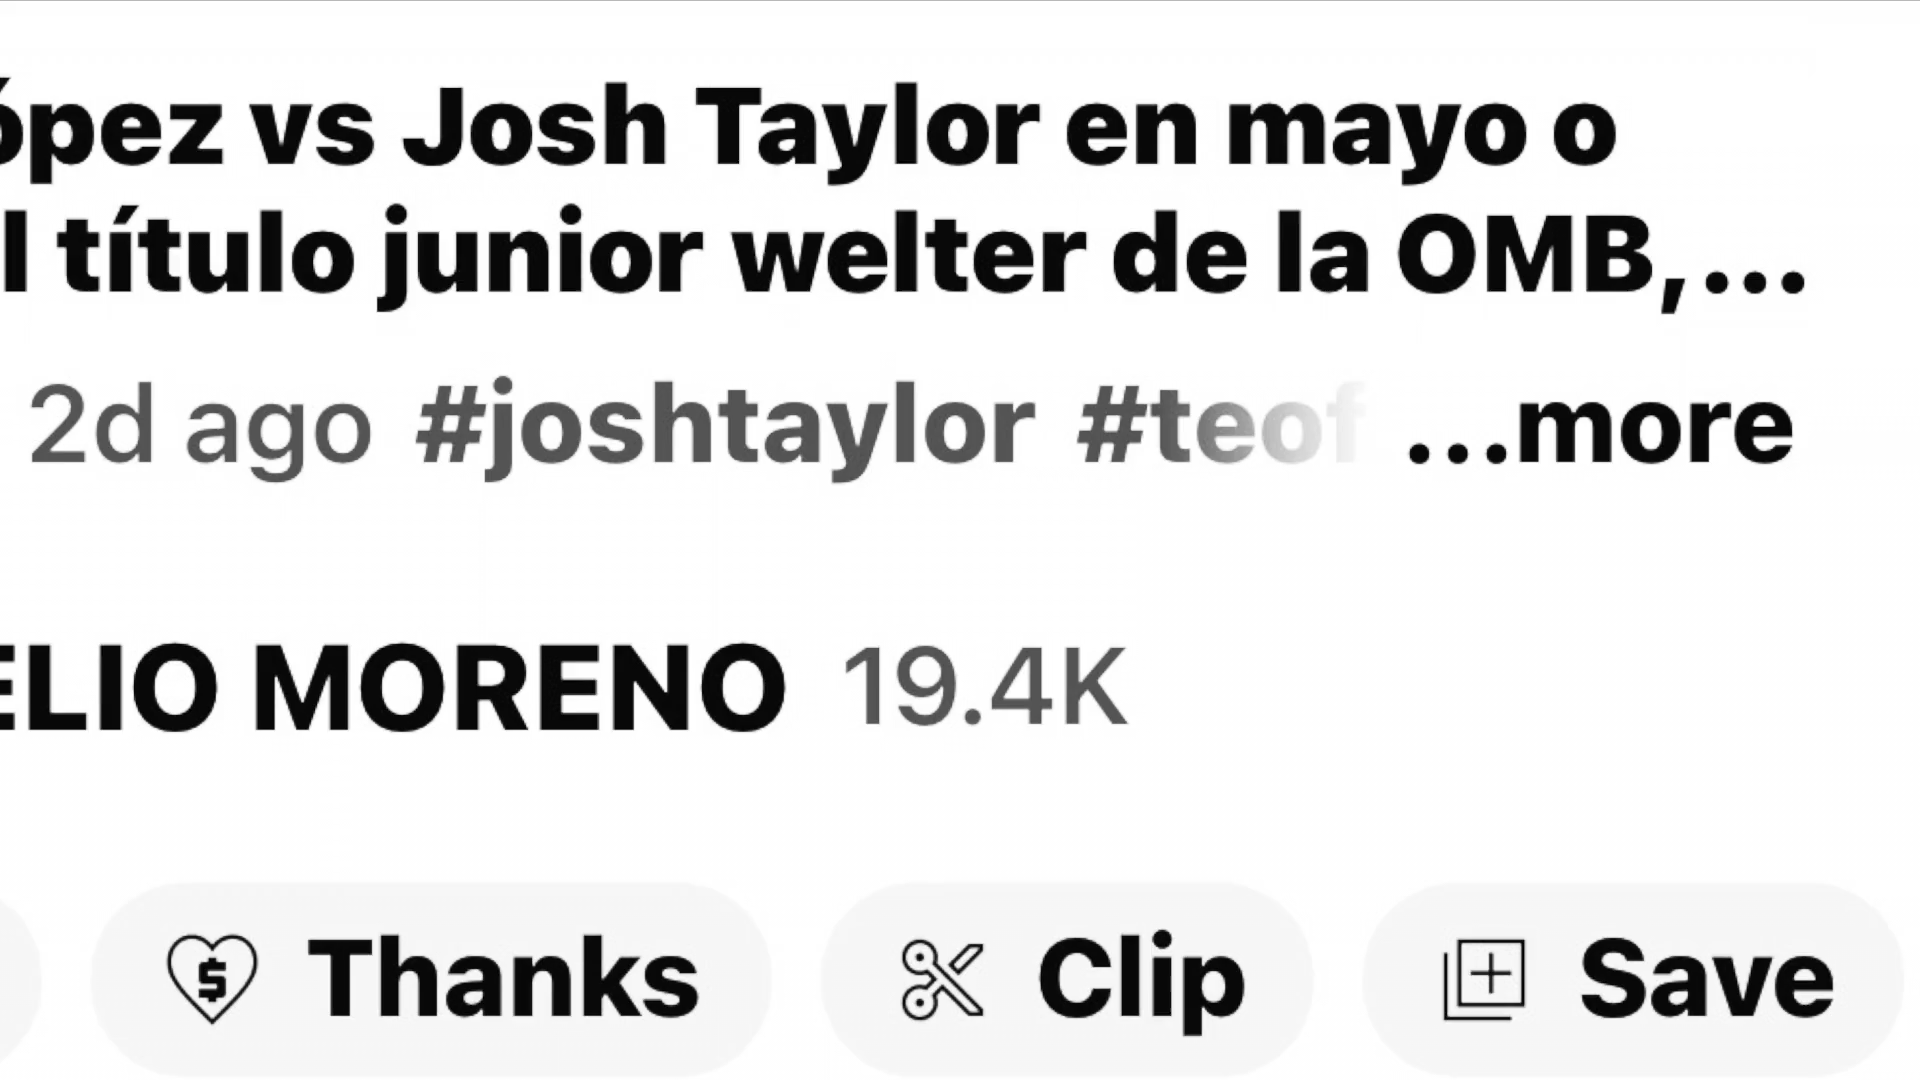 ópez vs Josh Taylor en mayo o
l título junior welter de la OMB,...
2d ago #joshtaylor #teof ...more
ELIO MORENO 19.4K
Thanks Clip Save